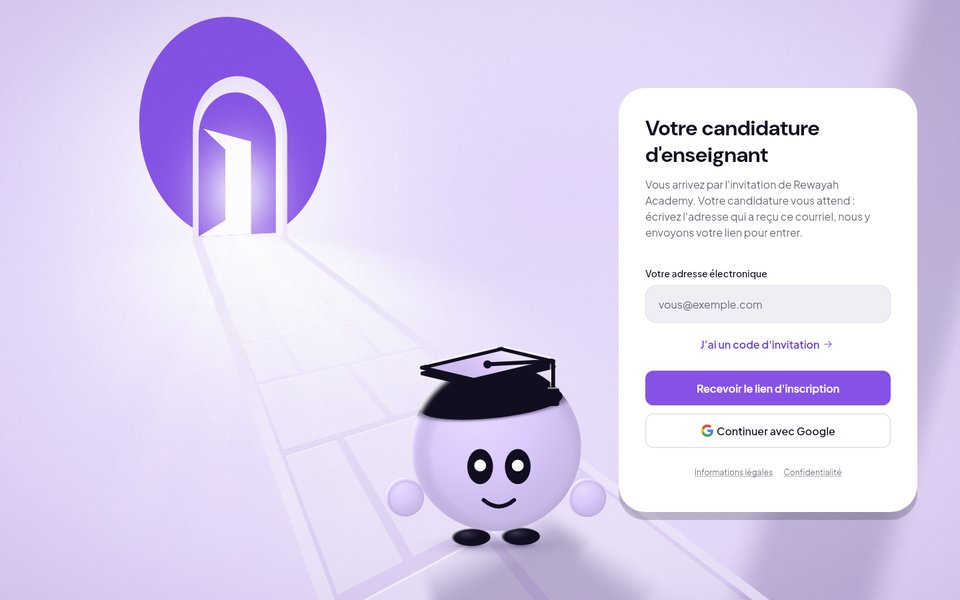 Votre candidature
d'enseignant
Vous arrivez par l'invitation de Rewayah
Academy. Votre candidature vous attend :
écrivez l'adresse qui a reçu ce courriel, nous y
envoyons votre lien pour entrer.
Votre adresse électronique
vous@exemple.com
J'ai un code d'invitation →
Recevoir le lien d'inscription
Continuer avec Google
Informations légales Confidentialité